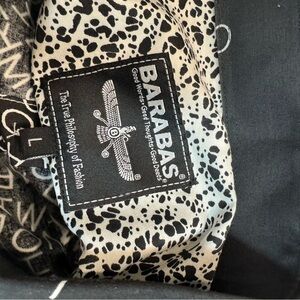 BARABAS®
Good Words·Good Thoughts·Good Deeds
The True Philosophy of Fashion
L